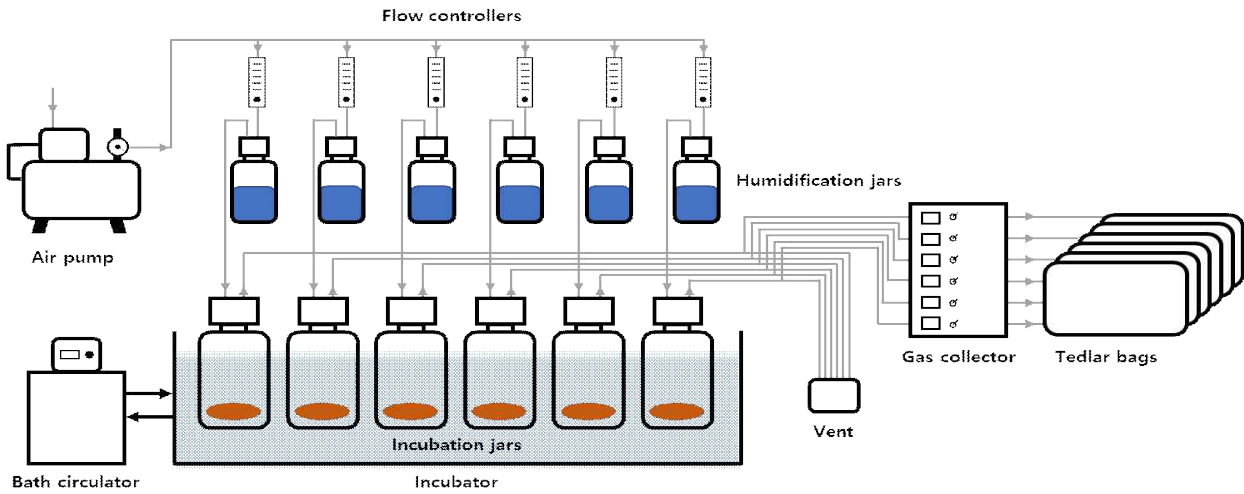 Flow controllers
Humidification jars
Air pump
Gas collector
Tedlar bags
Vent
Incubation jars
Bath circulator
Incubator